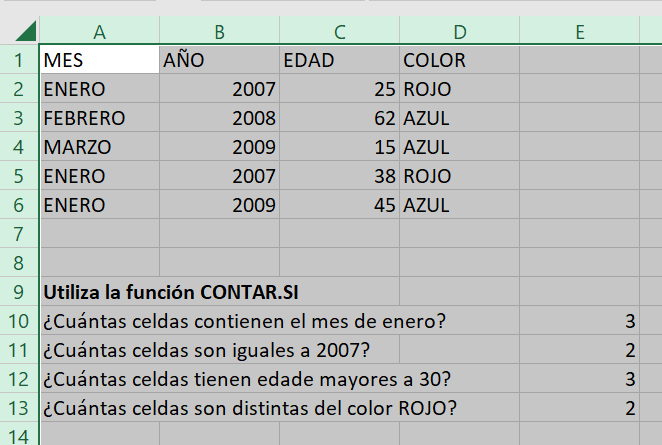 A B C D E
1 MES AÑO EDAD COLOR
2 ENERO 2007 25 ROJO
3 FEBRERO 2008 62 AZUL
4 MARZO 2009 15 AZUL
5 ENERO 2007 38 ROJO
6 ENERO 2009 45 AZUL
7
8
9 Utiliza la función CONTAR.SI
10 ¿Cuántas celdas contienen el mes de enero? 3
11 ¿Cuántas celdas son iguales a 2007? 2
12 ¿Cuántas celdas tienen edade mayores a 30? 3
13 ¿Cuántas celdas son distintas del color ROJO? 2
14